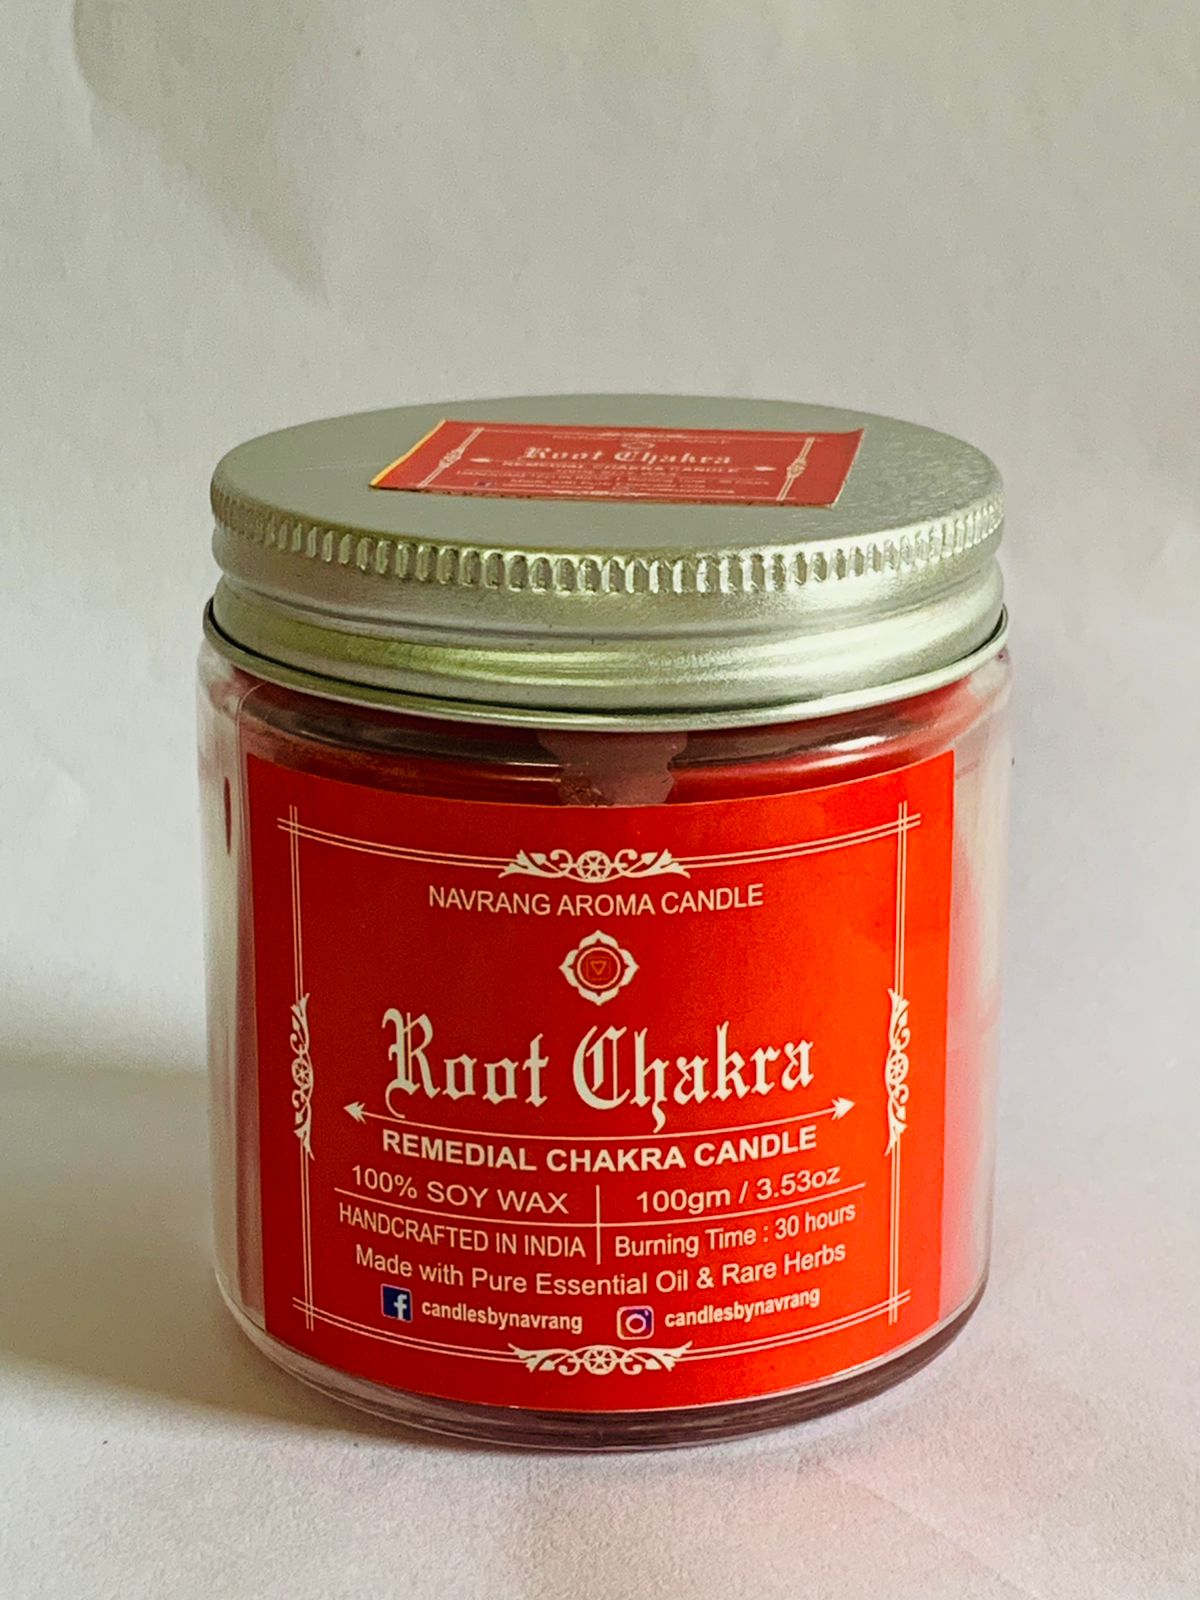 Root Chakra
REMEDIAL CHAKRA CANDLE
NAVRANG AROMA CANDLE
Root Chakra
REMEDIAL CHAKRA CANDLE
100% SOY WAX 100gm / 3.53oz
HANDCRAFTED IN INDIA Burning Time : 30 hours
Made with Pure Essential Oil & Rare Herbs
candlesbynavrang candlesbynavrang